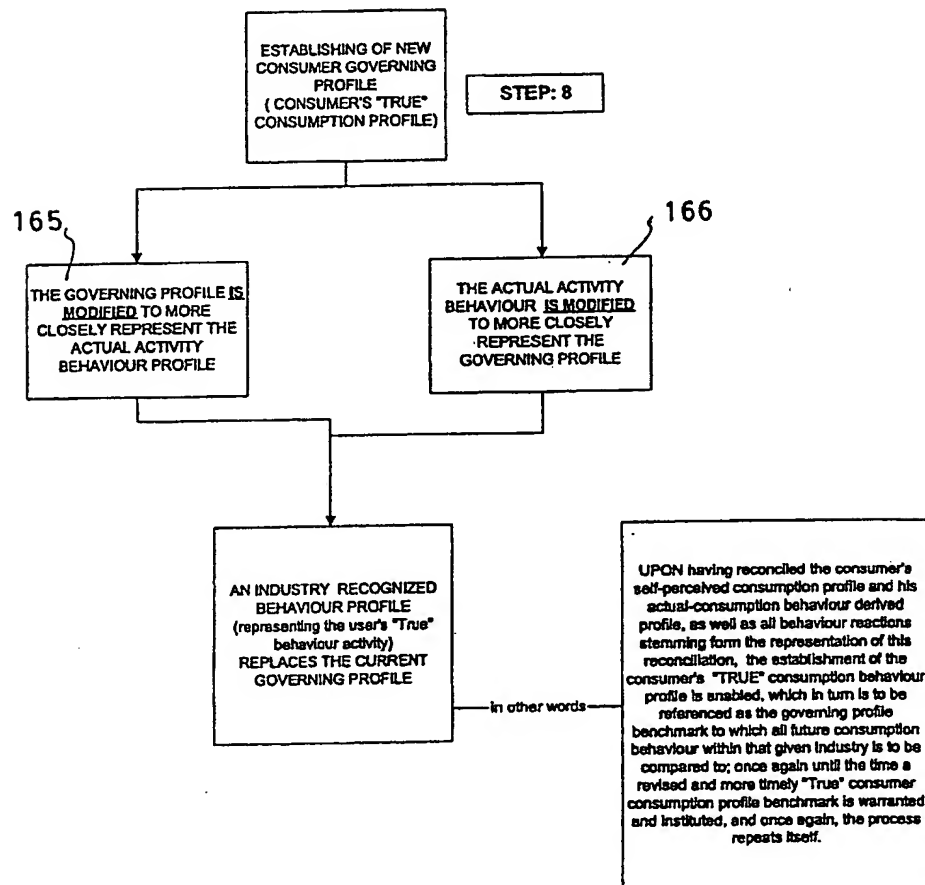 ESTABLISHING OF NEW
CONSUMER GOVERNING
PROFILE
( CONSUMER'S "TRUE"
CONSUMPTION PROFILE)
STEP: 8
165
166
THE GOVERNING PROFILE IS
MODIFIED TO MORE
CLOSELY REPRESENT THE
ACTUAL ACTIVITY
BEHAVIOUR PROFILE
THE ACTUAL ACTIVITY
BEHAVIOUR IS MODIFIED
TO MORE CLOSELY
REPRESENT THE
GOVERNING PROFILE
AN INDUSTRY RECOGNIZED
BEHAVIOUR PROFILE
(representing the user's "True"
behaviour activity)
REPLACES THE CURRENT
GOVERNING PROFILE
in other words
UPON having reconciled the consumer's
self-perceived consumption profile and his
actual-consumption behaviour derived
profile, as well as all behaviour reactions
stemming form the representation of this
reconciliation, the establishment of the
consumer's "TRUE" consumption behaviour
profile is enabled, which in turn is to be
referenced as the governing profile
benchmark to which all future consumption
behaviour within that given industry is to be
compared to; once again until the time a
revised and more timely "True" consumer
consumption profile benchmark is warranted
and instituted, and once again, the process
repeats itself.